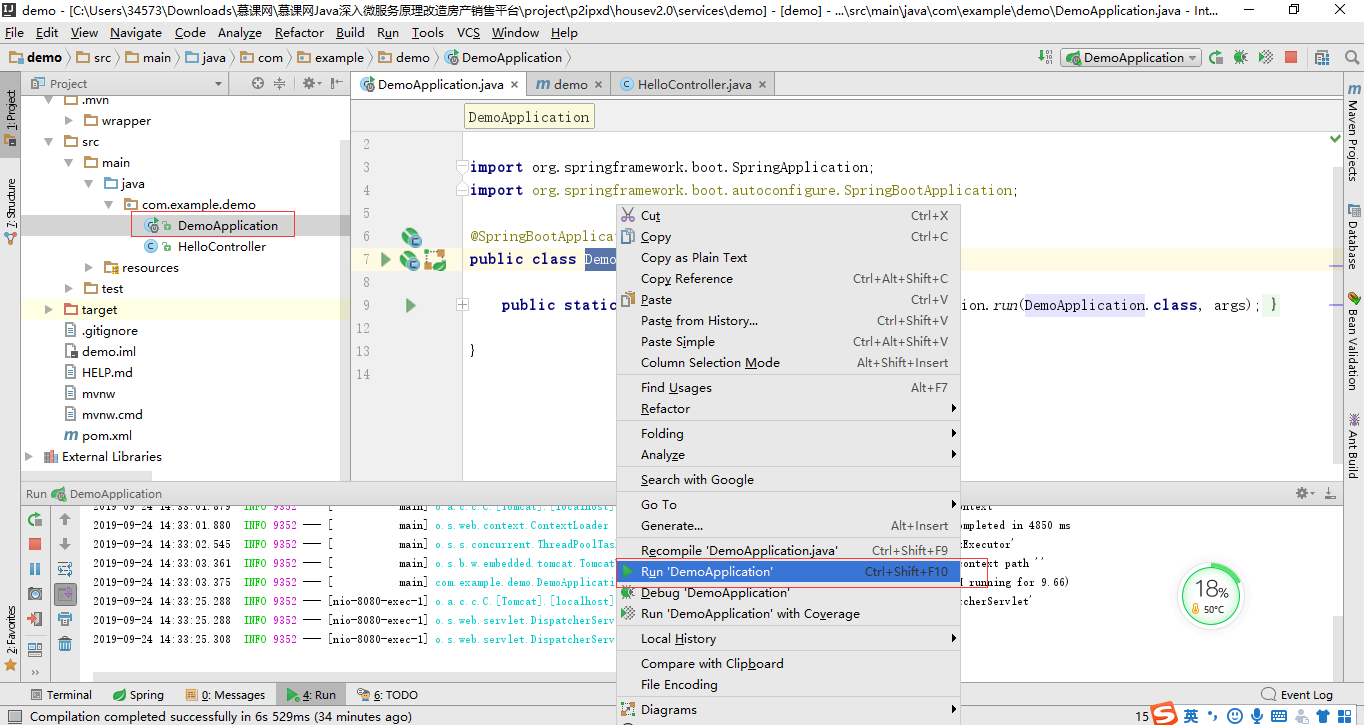 demo - [C:\Users\34573\Downloads\慕课网\慕课网Java深入微服务原理改造房产销售平台\project\p2ipxd\housev2.0\services\demo] - [demo] - ...\src\main\java\com\example\demo\DemoApplication.java - Int...
File Edit View Navigate Code Analyze Refactor Build Run Tools VCS Window Help
demo src main java com example demo DemoApplication
DemoApplication
Project
DemoApplication.java demo HelloController.java
1: Project
7: Structure
2: Favorites
.mvn
wrapper
src
main
java
com.example.demo
DemoApplication
HelloController
resources
test
target
.gitignore
demo.iml
HELP.md
mvnw
mvnw.cmd
pom.xml
External Libraries
DemoApplication
2
3 import org.springframework.boot.SpringApplication;
4 import org.springframework.boot.autoconfigure.SpringBootApplication;
5
6 @SpringBootApplica
7 public class Demo
8
9 public static ion.run(DemoApplication.class, args); }
12
13 }
14
Cut Ctrl+X
Copy Ctrl+C
Copy as Plain Text
Copy Reference Ctrl+Alt+Shift+C
Paste Ctrl+V
Paste from History... Ctrl+Shift+V
Paste Simple Ctrl+Alt+Shift+V
Column Selection Mode Alt+Shift+Insert
Find Usages Alt+F7
Refactor
Folding
Analyze
Search with Google
Go To
Generate... Alt+Insert
Recompile 'DemoApplication.java' Ctrl+Shift+F9
Run 'DemoApplication' Ctrl+Shift+F10
Debug 'DemoApplication'
Run 'DemoApplication' with Coverage
Local History
Compare with Clipboard
File Encoding
Diagrams
Maven Projects
Database
Bean Validation
Ant Build
Run DemoApplication
2019-09-24 14:33:01.879 INFO 9352 --- [ main] o.a.c.c.C.[Tomcat].[localhost] ontext
2019-09-24 14:33:01.880 INFO 9352 --- [ main] o.s.web.context.ContextLoader ompleted in 4850 ms
2019-09-24 14:33:02.545 INFO 9352 --- [ main] o.s.s.concurrent.ThreadPoolTas Executor'
2019-09-24 14:33:03.361 INFO 9352 --- [ main] o.s.b.w.embedded.tomcat.Tomcat context path ''
2019-09-24 14:33:03.375 INFO 9352 --- [ main] com.example.demo.DemoApplicati running for 9.66)
2019-09-24 14:33:25.288 INFO 9352 --- [nio-8080-exec-1] o.a.c.c.C.[Tomcat].[localhost] tcherServlet'
2019-09-24 14:33:25.288 INFO 9352 --- [nio-8080-exec-1] o.s.web.servlet.DispatcherServ
2019-09-24 14:33:25.308 INFO 9352 --- [nio-8080-exec-1] o.s.web.servlet.DispatcherServ
18%
50℃
Terminal Spring 0: Messages 4: Run 6: TODO Event Log
Compilation completed successfully in 6s 529ms (34 minutes ago)
15
S 英